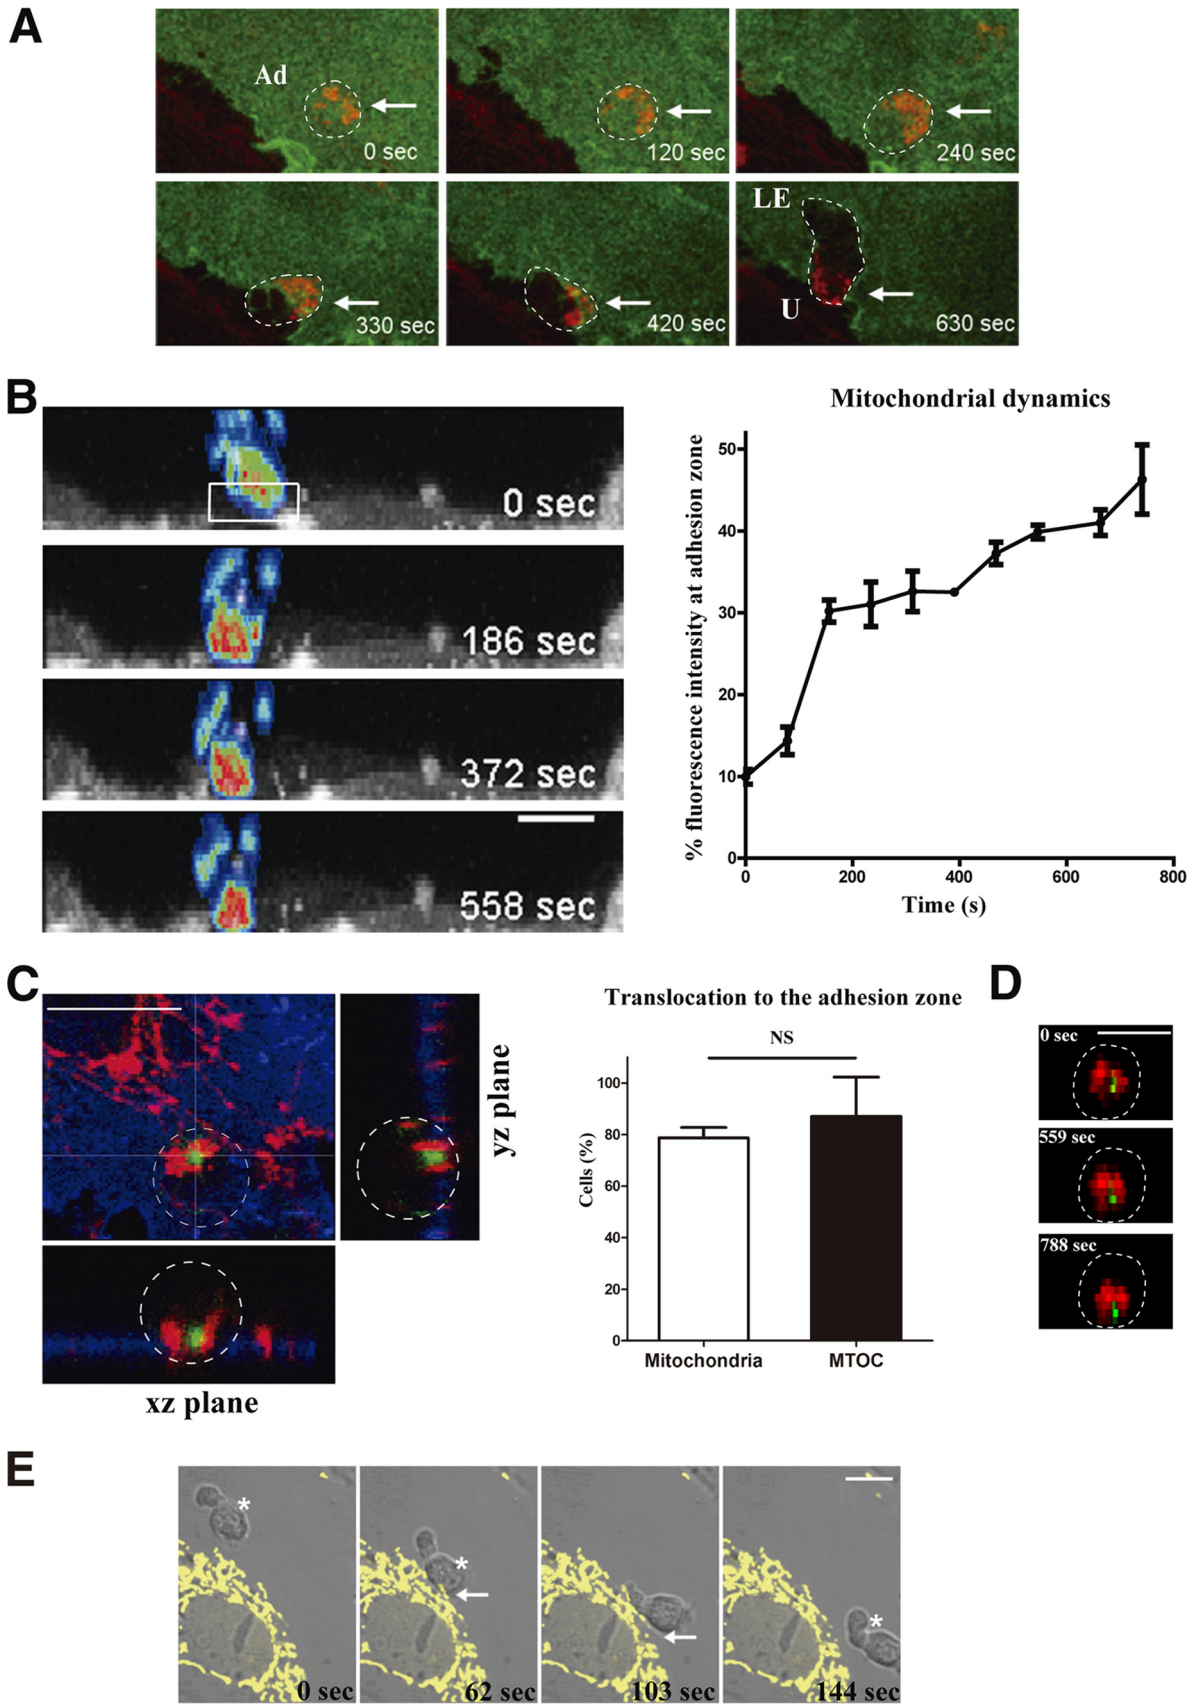 A
Ad
0 sec
120 sec
240 sec
330 sec
420 sec
LE
U
630 sec
B
0 sec
186 sec
372 sec
558 sec
Mitochondrial dynamics
% fluorescence intensity at adhesion zone
50
40
30
20
10
0
0 200 400 600 800
Time (s)
C
yz plane
xz plane
Translocation to the adhesion zone
NS
Cells (%)
100
80
60
40
20
0
Mitochondria MTOC
D
0 sec
559 sec
788 sec
E
*
0 sec
*
62 sec
103 sec
*
144 sec